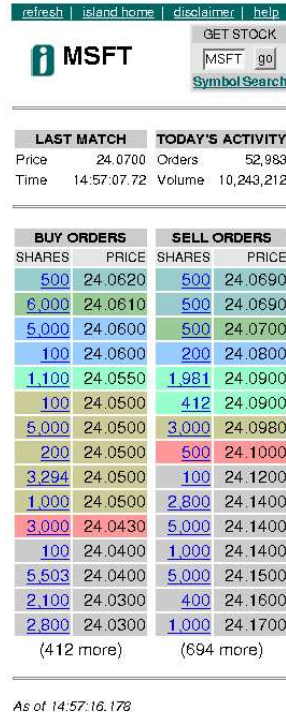 refresh | island home | disclaimer | help
GET STOCK
MSFT
MSFT go
Symbol Search
LAST MATCH TODAY'S ACTIVITY
Price 24.0700 Orders 52,983
Time 14:57:07.72 Volume 10,243,212
BUY ORDERS SELL ORDERS
SHARES PRICE SHARES PRICE
500 24.0620 500 24.0690
6,000 24.0610 500 24.0690
5,000 24.0600 500 24.0700
100 24.0600 200 24.0800
1,100 24.0550 1,981 24.0900
100 24.0500 412 24.0900
5,000 24.0500 3,000 24.0980
200 24.0500 500 24.1000
3,294 24.0500 100 24.1200
1,000 24.0500 2,800 24.1400
3,000 24.0430 5,000 24.1400
100 24.0400 1,000 24.1400
5,503 24.0400 5,000 24.1500
2,100 24.0300 400 24.1600
2,800 24.0300 1,000 24.1700
(412 more) (694 more)
As of 14:57:16.178